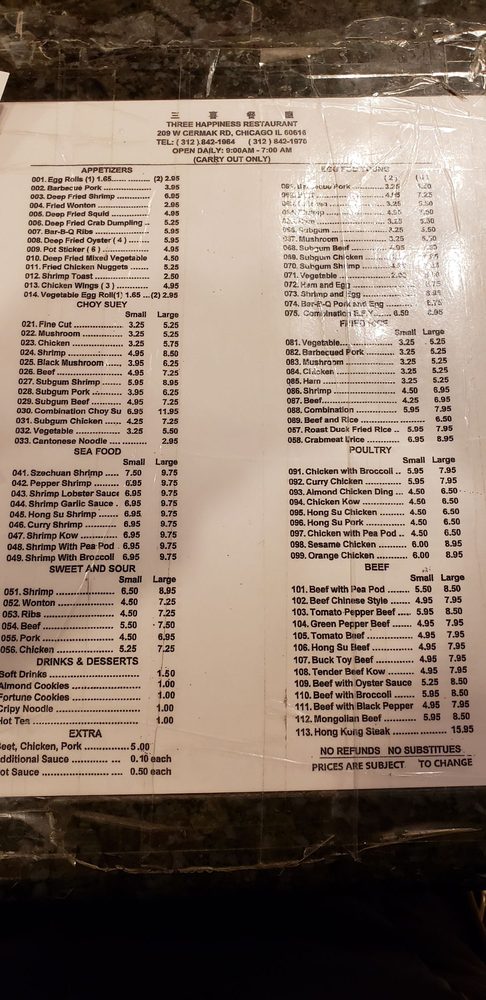 三 喜 餐 廳
THREE HAPPINESS RESTAURANT
209 W CERMAK RD, CHICAGO IL 60616
TEL: ( 312 ) 842-1964 ( 312 ) 842-1970
OPEN DAILY: 9:00AM - 7:00 AM
(CARRY OUT ONLY)
APPETIZERS
001. Egg Rolls (1) 1.65.......... (2) 2.95
002. Barbecue Pork ................ 3.95
003. Deep Fried Shrimp ............ 6.95
004. Fried Wonton ................. 2.95
005. Deep Fried Squid ............. 4.95
006. Deep Fried Crab Dumpling .. 5.25
007. Bar-B-Q Ribs ................. 5.95
008. Deep Fried Oyster ( 4 ) ...... 5.95
009. Pot Sticker ( 6 ) ............ 4.95
010. Deep Fried Mixed Vegetable 4.50
011. Fried Chicken Nuggets ........ 5.25
012. Shrimp Toast ................. 2.50
013. Chicken Wings ( 3 ) .......... 4.95
014. Vegetable Egg Roll(1) 1.65 ...(2) 2.95
CHOY SUEY
Small Large
021. Fine Cut ............ 3.25 5.25
022. Mushroom ............ 3.25 5.25
023. Chicken ............. 3.25 5.75
024. Shrimp .............. 4.95 8.50
025. Black Mushroom .... 3.95 6.25
026. Beef ................ 4.95 7.25
027. Subgum Shrimp ..... 5.95 8.95
028. Subgum Pork ......... 3.95 6.25
029. Subgum Beef ......... 4.95 7.25
030. Combination Choy Su 6.95 11.95
031. Subgum Chicken .... 4.25 7.25
032. Vegetable ........... 3.25 5.50
033. Cantonese Noodle .... 2.95
SEA FOOD
Small Large
041. Szechuan Shrimp .... 7.50 9.75
042. Pepper Shrimp ....... 6.95 9.75
043. Shrimp Lobster Sauce 6.95 9.75
044. Shrimp Garlic Sauce . 6.95 9.75
045. Hong Su Shrimp ...... 6.95 9.75
046. Curry Shrimp ........ 6.95 9.75
047. Shrimp Kow .......... 6.95 9.75
048. Shrimp With Pea Pod . 6.95 9.75
049. Shrimp With Broccoli 6.95 9.75
SWEET AND SOUR
Small Large
051. Shrimp .............. 6.50 8.95
052. Wonton .............. 4.50 7.25
053. Ribs ................ 4.50 7.25
054. Beef ................ 5.50 7.50
055. Pork ................ 4.50 6.95
056. Chicken ............. 5.25 7.25
DRINKS & DESSERTS
Soft Drinks ............. 1.50
Almond Cookies .......... 1.00
Fortune Cookies ......... 1.00
Cripy Noodle ............ 1.00
Hot Tea ................. 1.00
EXTRA
Beet, Chicken, Pork ........ 5.00
dditional Sauce ........ 0.10 each
ot Sauce ............... 0.50 each
Barbecue Pork
Shrimp
Subgum
067. Mushroom
068. Subgum Beef
069. Subgum Chicken
070. Subgum Shrimp
071. Vegetable
072. Ham and Egg
073. Shrimp and Egg
074. Bar-B-Q Pork and Egg
075. Combination E.F.Y... 6.50
Small Large
081. Vegetable ........... 3.25 5.25
082. Barbecued Pork ...... 3.25 5.25
083. Mushroom ............ 3.25 5.25
084. Chicken ............. 3.25 5.25
085. Ham ................. 3.25 5.25
086. Shrimp .............. 4.50 6.95
087. Beef ................ 4.25 6.95
088. Combination ......... 5.95 7.95
089. Beef and Rice ....... 6.50
057. Roast Duck Fried Rice .. 5.95 7.95
058. Crabmeat Frice ...... 6.95 8.95
POULTRY
Small Large
091. Chicken with Broccoli .. 5.95 7.95
092. Curry Chicken ....... 5.95 7.95
093. Almond Chicken Ding ... 4.50 6.50
094. Chicken Kow ......... 4.50 6.50
095. Hong Su Chicken ..... 4.50 6.50
096. Hong Su Pork ........ 4.50 6.50
097. Chicken with Pea Pod .. 4.50 6.50
098. Sesame Chicken ...... 6.00 8.95
099. Orange Chicken ...... 6.00 8.95
BEEF
Small Large
101. Beef with Pea Pod ...... 5.50 8.50
102. Beef Chinese Style ..... 4.95 7.95
103. Tomato Pepper Beef .... 5.95 8.50
104. Green Pepper Beef ...... 4.95 7.95
105. Tomato Beef ............ 4.95 7.95
106. Hong Su Beef ........... 4.95 7.95
107. Buck Toy Beef .......... 4.95 7.95
108. Tender Beef Kow ........ 4.95 7.95
109. Beef with Oyster Sauce 5.25 8.50
110. Beef with Broccoli ..... 5.95 8.50
111. Beef with Black Pepper 4.95 7.95
112. Mongolian Beef ......... 5.95 8.50
113. Hong Kong Steak ........ 15.95
NO REFUNDS NO SUBSTITUES
PRICES ARE SUBJECT TO CHANGE